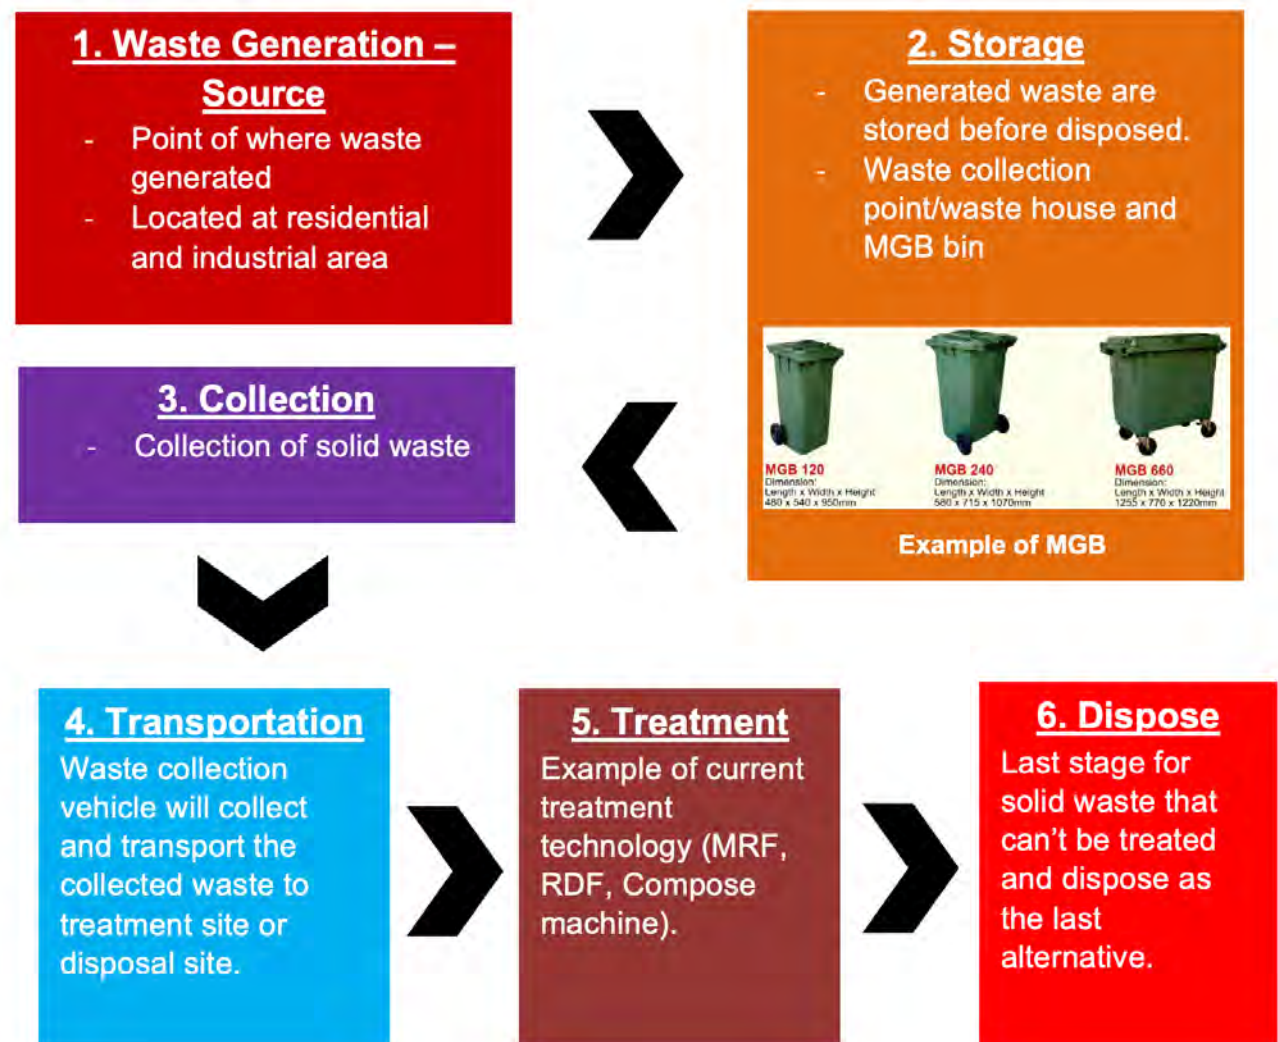 1. Waste Generation –
Source
- Point of where waste
generated
- Located at residential
and industrial area
2. Storage
- Generated waste are
stored before disposed.
- Waste collection
point/waste house and
MGB bin
MGB 120
Dimension:
Length x Width x Height
480 x 540 x 950mm
MGB 240
Dimension:
Length x Width x Height
580 x 715 x 1070mm
MGB 660
Dimension:
Length x Width x Height
1255 x 770 x 1220mm
Example of MGB
3. Collection
- Collection of solid waste
4. Transportation
Waste collection
vehicle will collect
and transport the
collected waste to
treatment site or
disposal site.
5. Treatment
Example of current
treatment
technology (MRF,
RDF, Compose
machine).
6. Dispose
Last stage for
solid waste that
can't be treated
and dispose as
the last
alternative.